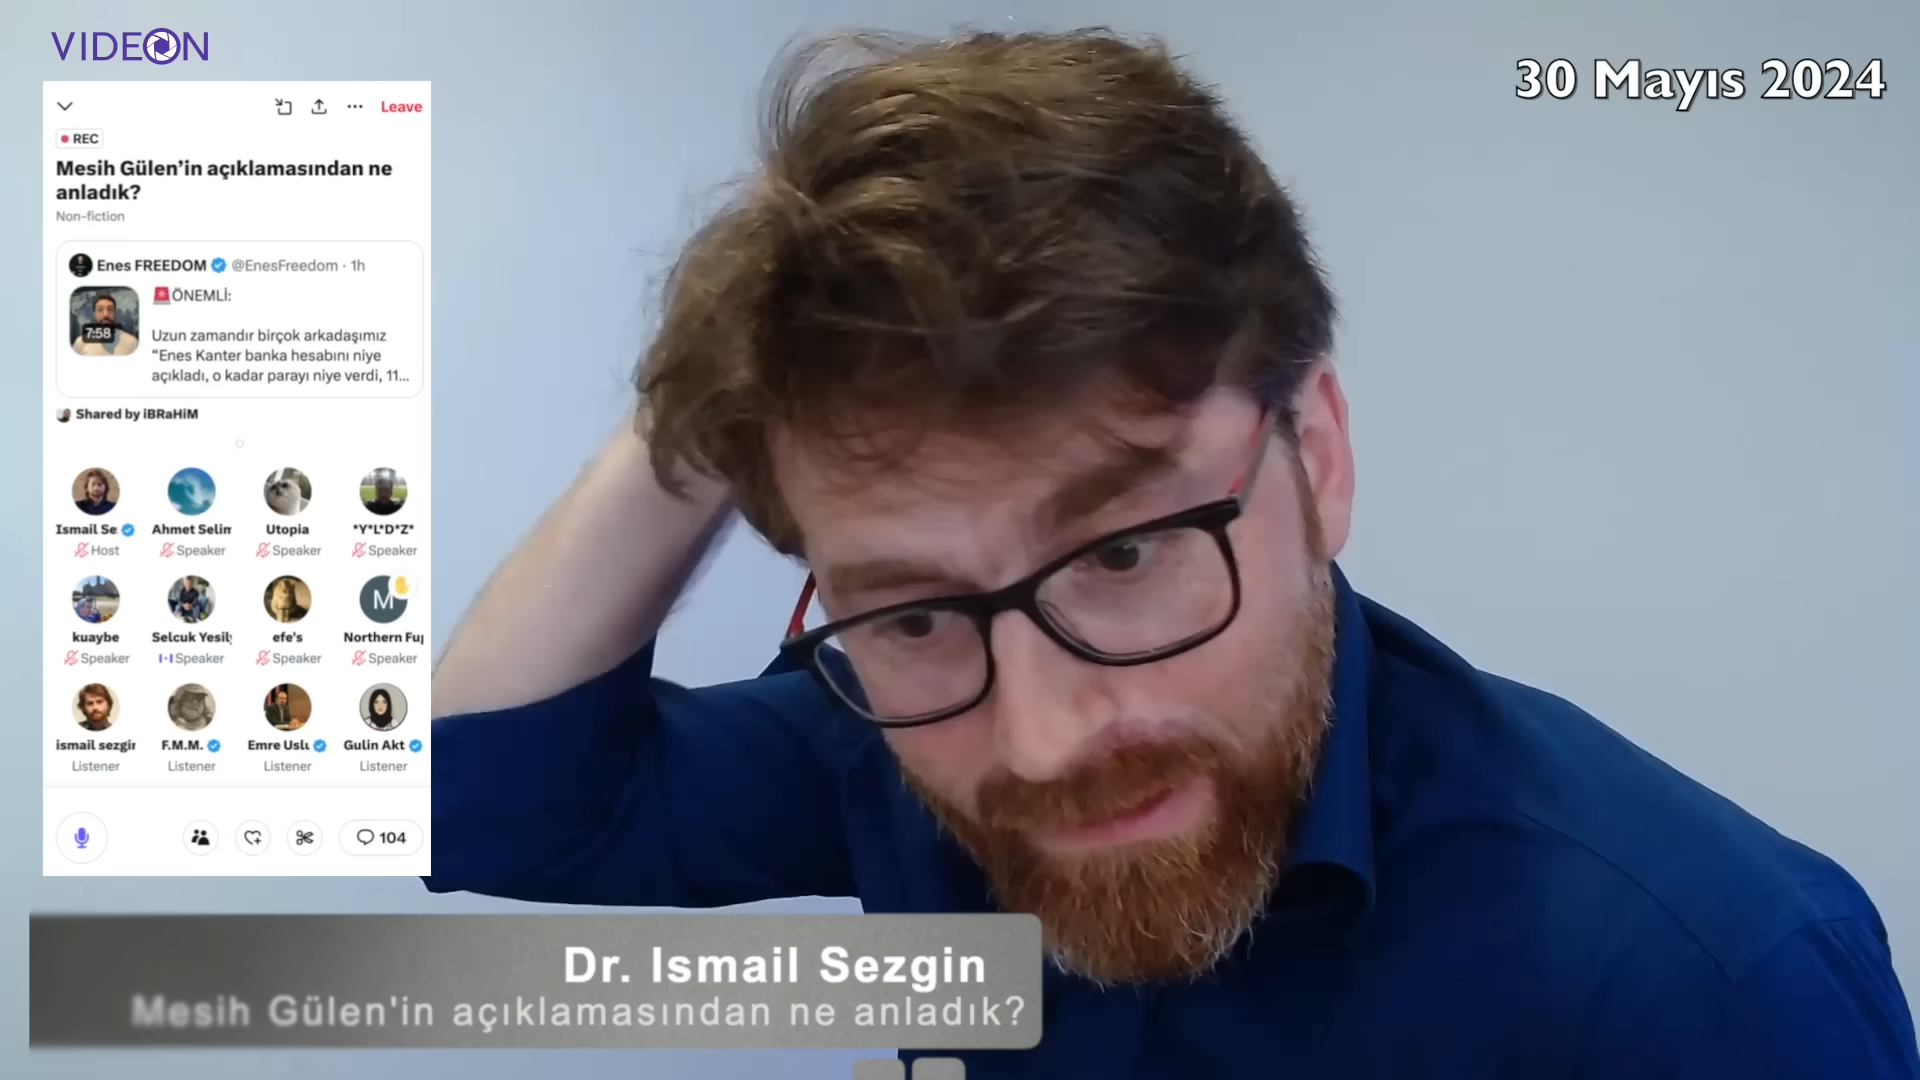 VIDEON
30 Mayıs 2024
Leave
REC
Mesih Gülen'in açıklamasından ne
anladık?
Non-fiction
Enes FREEDOM @EnesFreedom · 1h
🚨ÖNEMLİ:
7:58
Uzun zamandır birçok arkadaşımız
“Enes Kanter banka hesabını niye
açıkladı, o kadar parayı niye verdi, 11...
Shared by iBRaHiM
Ismail Se Ahmet Selim Utopia *Y*L*D*Z*
Host Speaker Speaker Speaker
M
kuaybe Selcuk Yesil efe's Northern Fu
Speaker Speaker Speaker Speaker
ismail sezgin F.M.M. Emre Uslu Gulin Akt
Listener Listener Listener Listener
104
Dr. Ismail Sezgin
Mesih Gülen'in açıklamasından ne anladık?